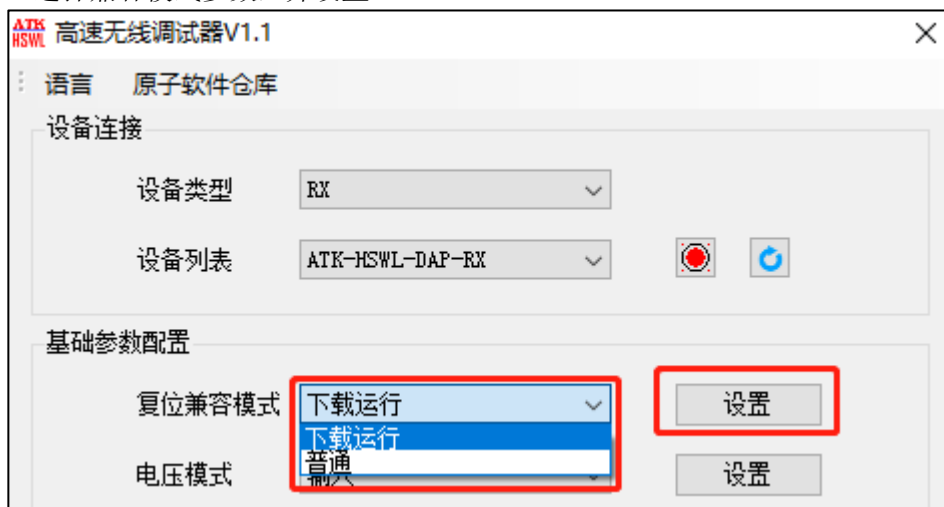 ATK
HSWL 高速无线调试器V1.1
语言 原子软件仓库
设备连接
设备类型 RX
设备列表 ATK-HSWL-DAP-RX
基础参数配置
复位兼容模式 下载运行 设置
下载运行
普通
电压模式 设置